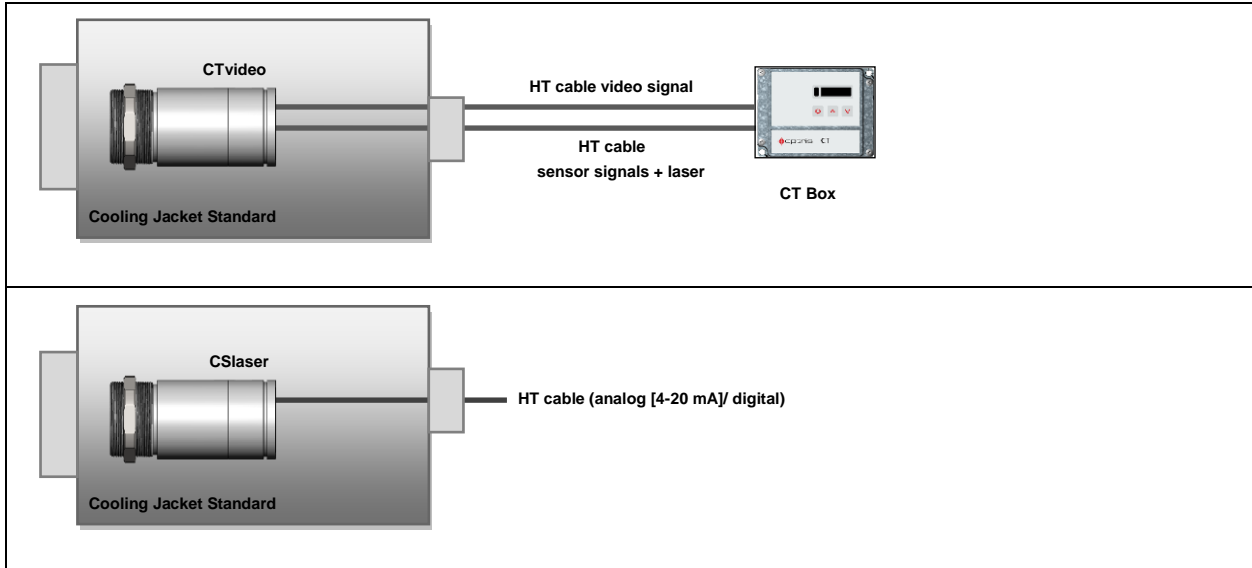 CTvideo
HT cable video signal
HT cable
sensor signals + laser
CT
CT Box
Cooling Jacket Standard
CSlaser
HT cable (analog [4-20 mA]/ digital)
Cooling Jacket Standard